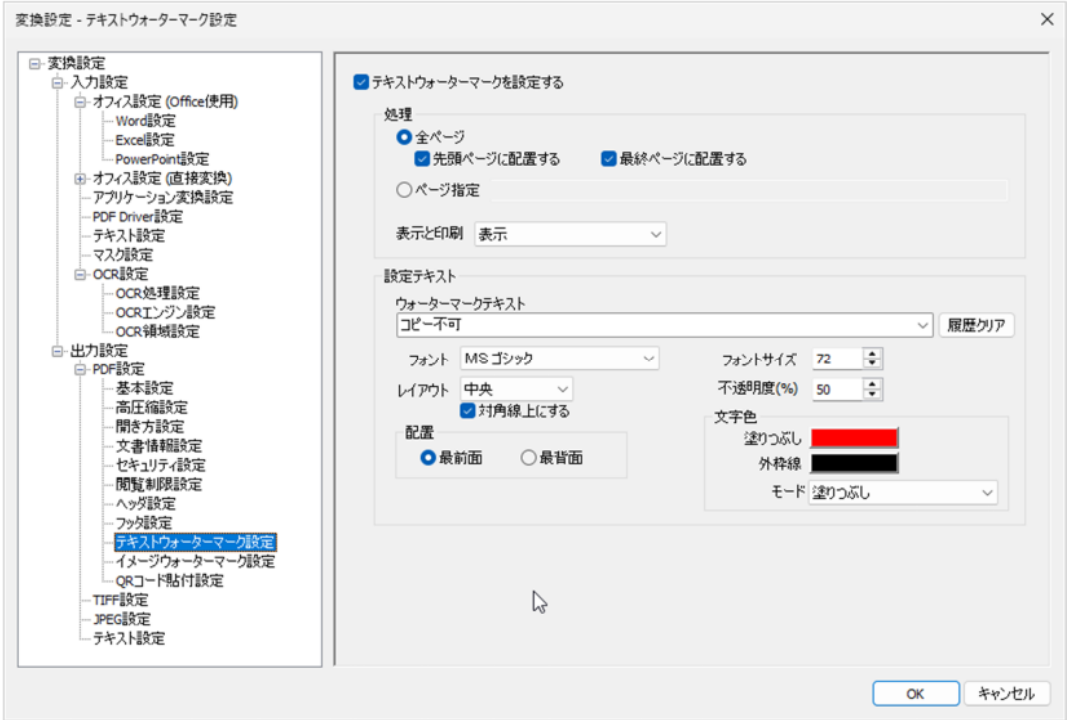 変換設定 - テキストウォーターマーク設定
変換設定
入力設定
オフィス設定 (Office使用)
Word設定
Excel設定
PowerPoint設定
オフィス設定 (直接変換)
アプリケーション変換設定
PDF Driver設定
テキスト設定
マスク設定
OCR設定
OCR処理設定
OCRエンジン設定
OCR領域設定
出力設定
PDF設定
基本設定
高圧縮設定
開き方設定
文書情報設定
セキュリティ設定
閲覧制限設定
ヘッダ設定
フッタ設定
テキストウォーターマーク設定
イメージウォーターマーク設定
QRコード貼付設定
TIFF設定
JPEG設定
テキスト設定
テキストウォーターマークを設定する
処理
全ページ
先頭ページに配置する 最終ページに配置する
ページ指定
表示と印刷 表示
設定テキスト
ウォーターマークテキスト
コピー不可 履歴クリア
フォント MS ゴシック フォントサイズ 72
レイアウト 中央 不透明度(%) 50
対角線上にする
配置
最前面 最背面
文字色
塗りつぶし
外枠線
モード 塗りつぶし
OK キャンセル